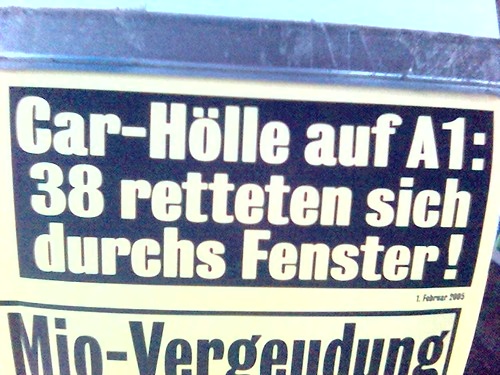 Car-Hölle auf A1:
38 retteten sich
durchs Fenster!
1. Februar 2005
Mio-Vergeudung